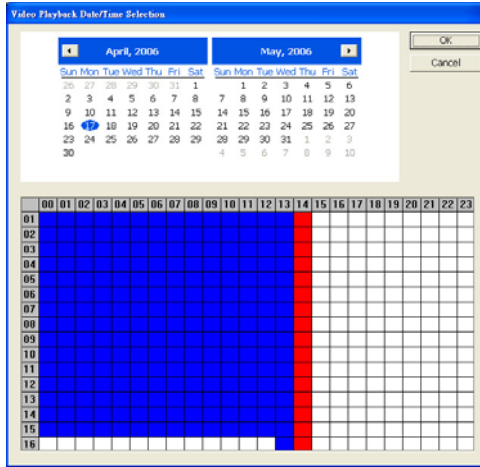 Video Playback Date/Time Selection
April, 2006
May, 2006
OK
Cancel
Sun Mon Tue Wed Thu Fri Sat Sun Mon Tue Wed Thu Fri Sat
26 27 28 29 30 31 1 1 2 3 4 5 6
2 3 4 5 6 7 8 7 8 9 10 11 12 13
9 10 11 12 13 14 15 14 15 16 17 18 19 20
16 17 18 19 20 21 22 21 22 23 24 25 26 27
23 24 25 26 27 28 29 28 29 30 31 1 2 3
30 4 5 6 7 8 9 10
00 01 02 03 04 05 06 07 08 09 10 11 12 13 14 15 16 17 18 19 20 21 22 23
01
02
03
04
05
06
07
08
09
10
11
12
13
14
15
16